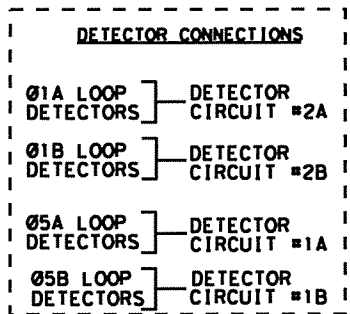 DETECTOR CONNECTIONS
Ø1A LOOP DETECTORS DETECTOR CIRCUIT #2A
Ø1B LOOP DETECTORS DETECTOR CIRCUIT #2B
Ø5A LOOP DETECTORS DETECTOR CIRCUIT #1A
Ø5B LOOP DETECTORS DETECTOR CIRCUIT #1B